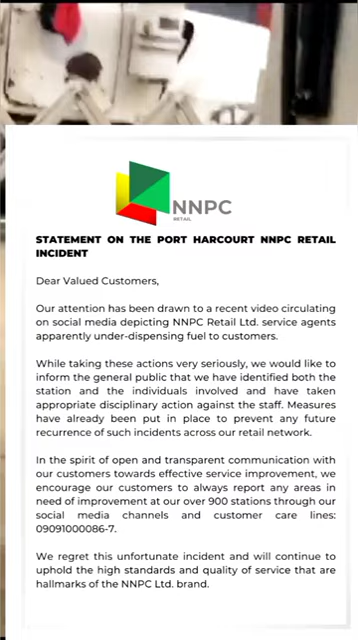 NNPC
RETAIL
STATEMENT ON THE PORT HARCOURT NNPC RETAIL
INCIDENT
Dear Valued Customers,
Our attention has been drawn to a recent video circulating
on social media depicting NNPC Retail Ltd. service agents
apparently under-dispensing fuel to customers.
While taking these actions very seriously, we would like to
inform the general public that we have identified both the
station and the individuals involved and have taken
appropriate disciplinary action against the staff. Measures
have already been put in place to prevent any future
recurrence of such incidents across our retail network.
In the spirit of open and transparent communication with
our customers towards effective service improvement, we
encourage our customers to always report any areas in
need of improvement at our over 900 stations through our
social media channels and customer care lines:
09091000086-7.
We regret this unfortunate incident and will continue to
uphold the high standards and quality of service that are
hallmarks of the NNPC Ltd. brand.